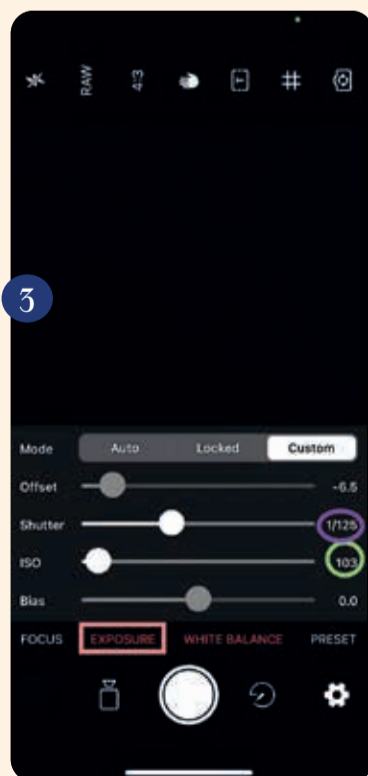 RAW
4:3
T
3
Mode Auto Locked Custom
Offset -6.5
Shutter 1/125
ISO 103
Bias 0.0
FOCUS EXPOSURE WHITE BALANCE PRESET